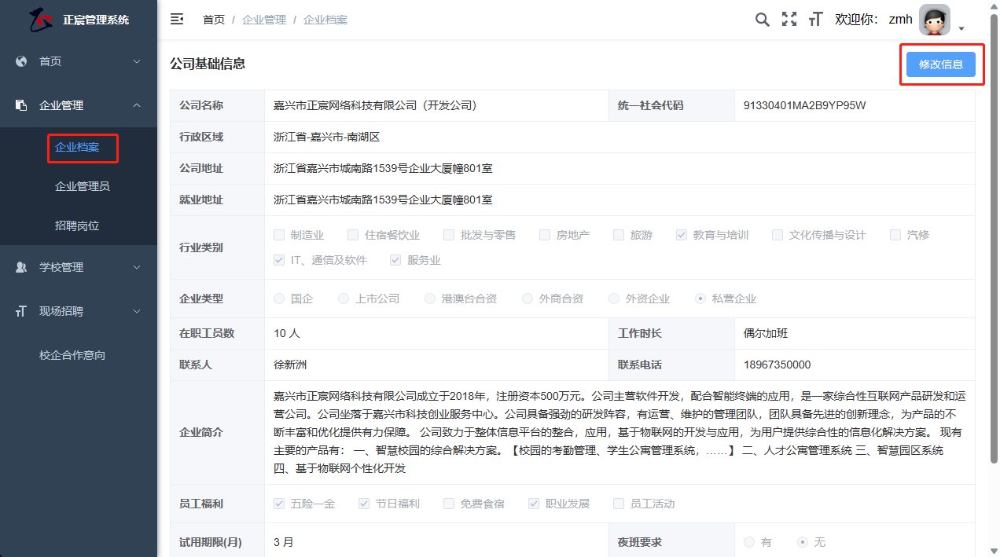 正宸管理系统
首页 / 企业管理 / 企业档案
欢迎你: zmh
首页
企业管理
企业档案
企业管理员
招聘岗位
学校管理
现场招聘
校企合作意向
公司基础信息
修改信息
公司名称 嘉兴市正宸网络科技有限公司（开发公司） 统一社会代码 91330401MA2B9YP95W
行政区域 浙江省-嘉兴市-南湖区
公司地址 浙江省嘉兴市城南路1539号企业大厦幢801室
就业地址 浙江省嘉兴市城南路1539号企业大厦幢801室
行业类别 制造业 住宿餐饮业 批发与零售 房地产 旅游 教育与培训 文化传播与设计 汽修
IT、通信及软件 服务业
企业类型 国企 上市公司 港澳台合资 外商合资 外资企业 私营企业
在职工员数 10 人 工作时长 偶尔加班
联系人 徐新洲 联系电话 18967350000
企业简介
嘉兴市正宸网络科技有限公司成立于2018年，注册资本500万元。公司主营软件开发，配合智能终端的应用，是一家综合性互联网产品研发和运
营公司。公司坐落于嘉兴市科技创业服务中心。公司具备强劲的研发阵容，有运营、维护的管理团队，团队具备先进的创新理念，为产品的不
断丰富和优化提供有力保障。 公司致力于整体信息平台的整合，应用，基于物联网的开发与应用，为用户提供综合性的信息化解决方案。 现有
主要的产品有： 一、智慧校园的综合解决方案。【校园的考勤管理、学生公寓管理系统，……】 二、人才公寓管理系统 三、智慧园区系统
四、基于物联网个性化开发
员工福利 五险一金 节日福利 免费食宿 职业发展 员工活动
试用期限(月) 3 月 夜班要求 有 无